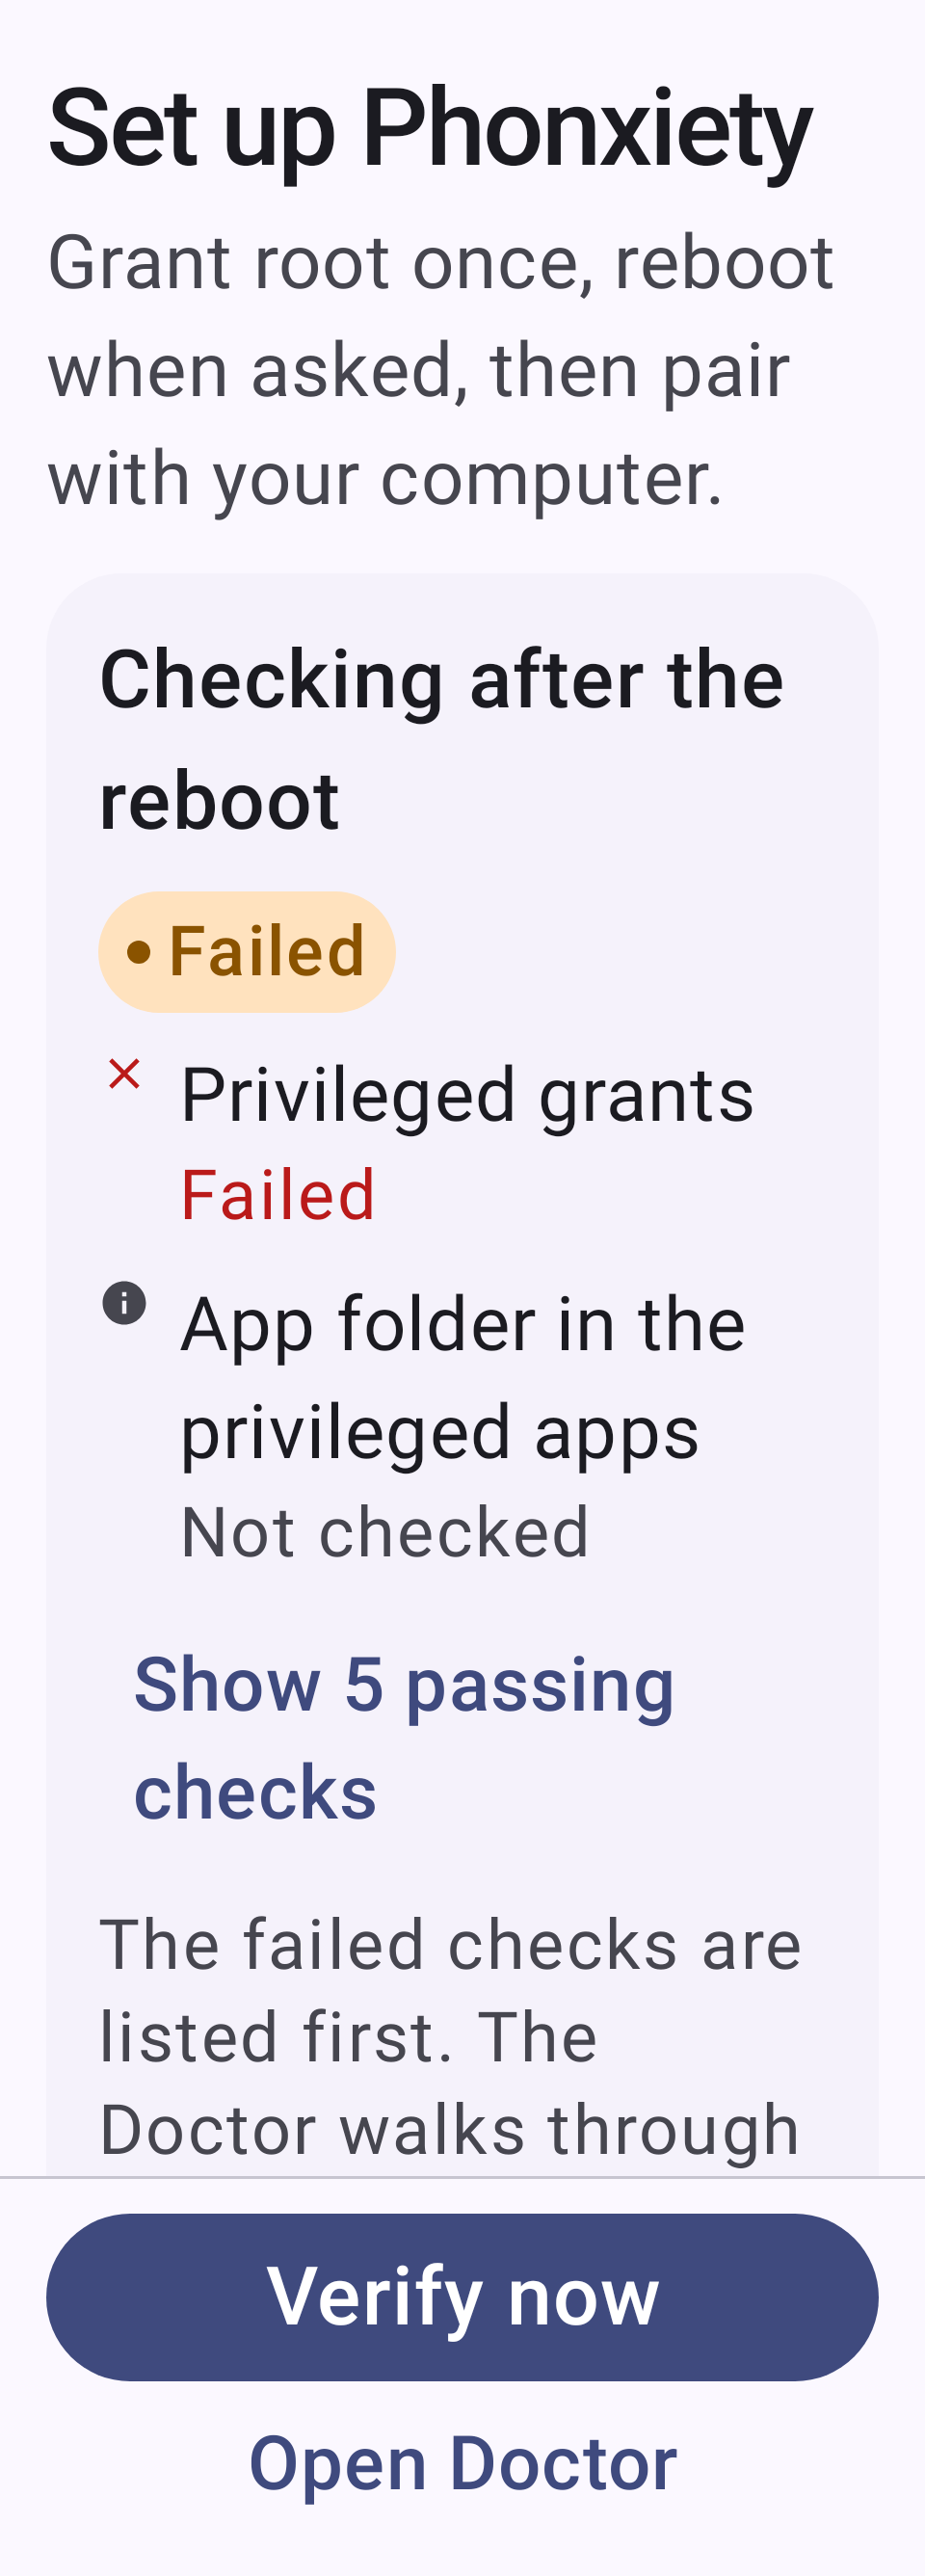 Set up Phonxiety
Grant root once, reboot
when asked, then pair
with your computer.
Checking after the
reboot
Failed
Privileged grants
Failed
App folder in the
privileged apps
Not checked
Show 5 passing
checks
The failed checks are
listed first. The
Doctor walks through
Verify now
Open Doctor